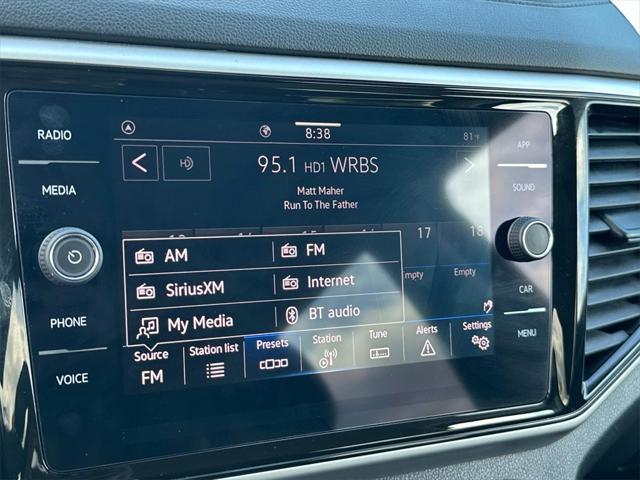 RADIO
MEDIA
PHONE
VOICE
8:38
81°F
HD
95.1 HD1 WRBS
Matt Maher
Run To The Father
17
18
Empty
Empty
AM
FM
SiriusXM
Internet
My Media
BT audio
Source
FM
Station list
Presets
Station
Tune
Alerts
Settings
APP
SOUND
CAR
MENU